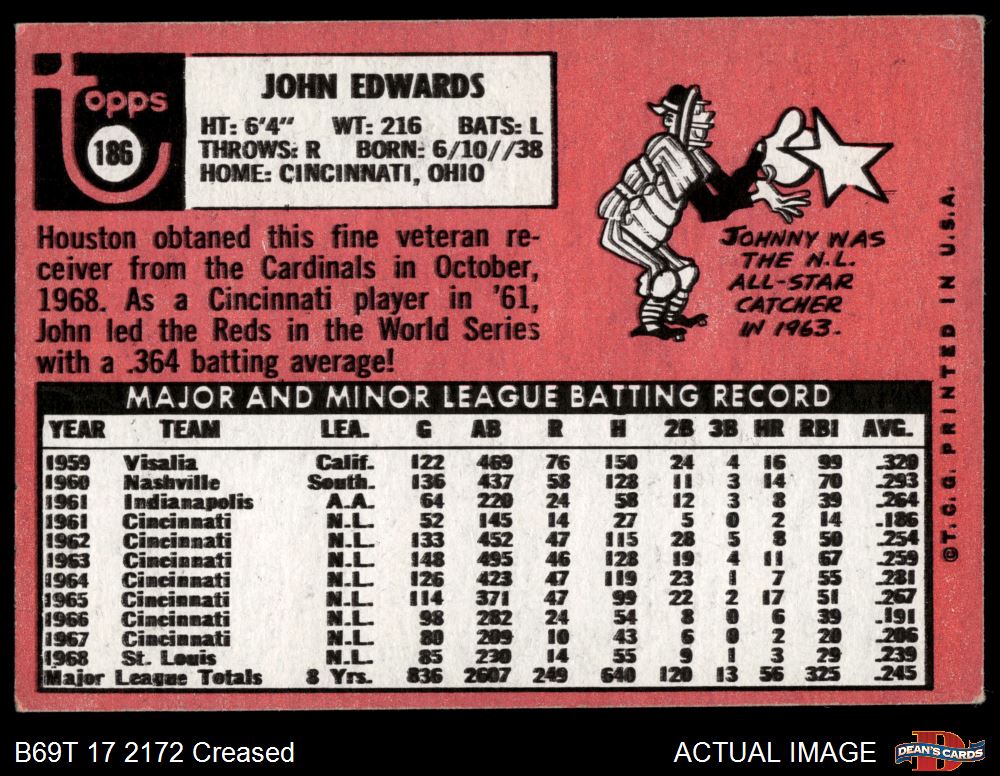 Topps
186
JOHN EDWARDS
HT: 6'4" WT: 216 BATS: L
THROWS: R BORN: 6/10//38
HOME: CINCINNATI, OHIO
Houston obtaned this fine veteran re-
ceiver from the Cardinals in October,
1968. As a Cincinnati player in '61,
John led the Reds in the World Series
with a .364 batting average!
JOHNNY WAS
THE N.L.
ALL-STAR
CATCHER
IN 1963.
©T.C.G. PRINTED IN U.S.A.
MAJOR AND MINOR LEAGUE BATTING RECORD
YEAR TEAM LEA. G AB R H 2B 3B HR RBI AVG.
1959 Visalia Calif. 122 469 76 150 24 4 16 99 .320
1960 Nashville South. 136 437 58 128 11 3 14 70 .293
1961 Indianapolis A.A. 64 220 24 58 12 3 8 39 .264
1961 Cincinnati N.L. 52 145 14 27 5 0 2 14 .186
1962 Cincinnati N.L. 133 452 47 115 28 5 8 50 .254
1963 Cincinnati N.L. 148 495 46 128 19 4 11 67 .259
1964 Cincinnati N.L. 126 423 47 119 23 1 7 55 .281
1965 Cincinnati N.L. 114 371 47 99 22 2 17 51 .267
1966 Cincinnati N.L. 98 282 24 54 8 0 6 39 .191
1967 Cincinnati N.L. 80 209 10 43 6 0 2 20 .206
1968 St. Louis N.L. 85 230 14 55 9 1 3 29 .239
Major League Totals 8 Yrs. 836 2607 249 640 120 13 56 325 .245
B69T 17 2172 Creased
ACTUAL IMAGE
DEAN'S CARDS